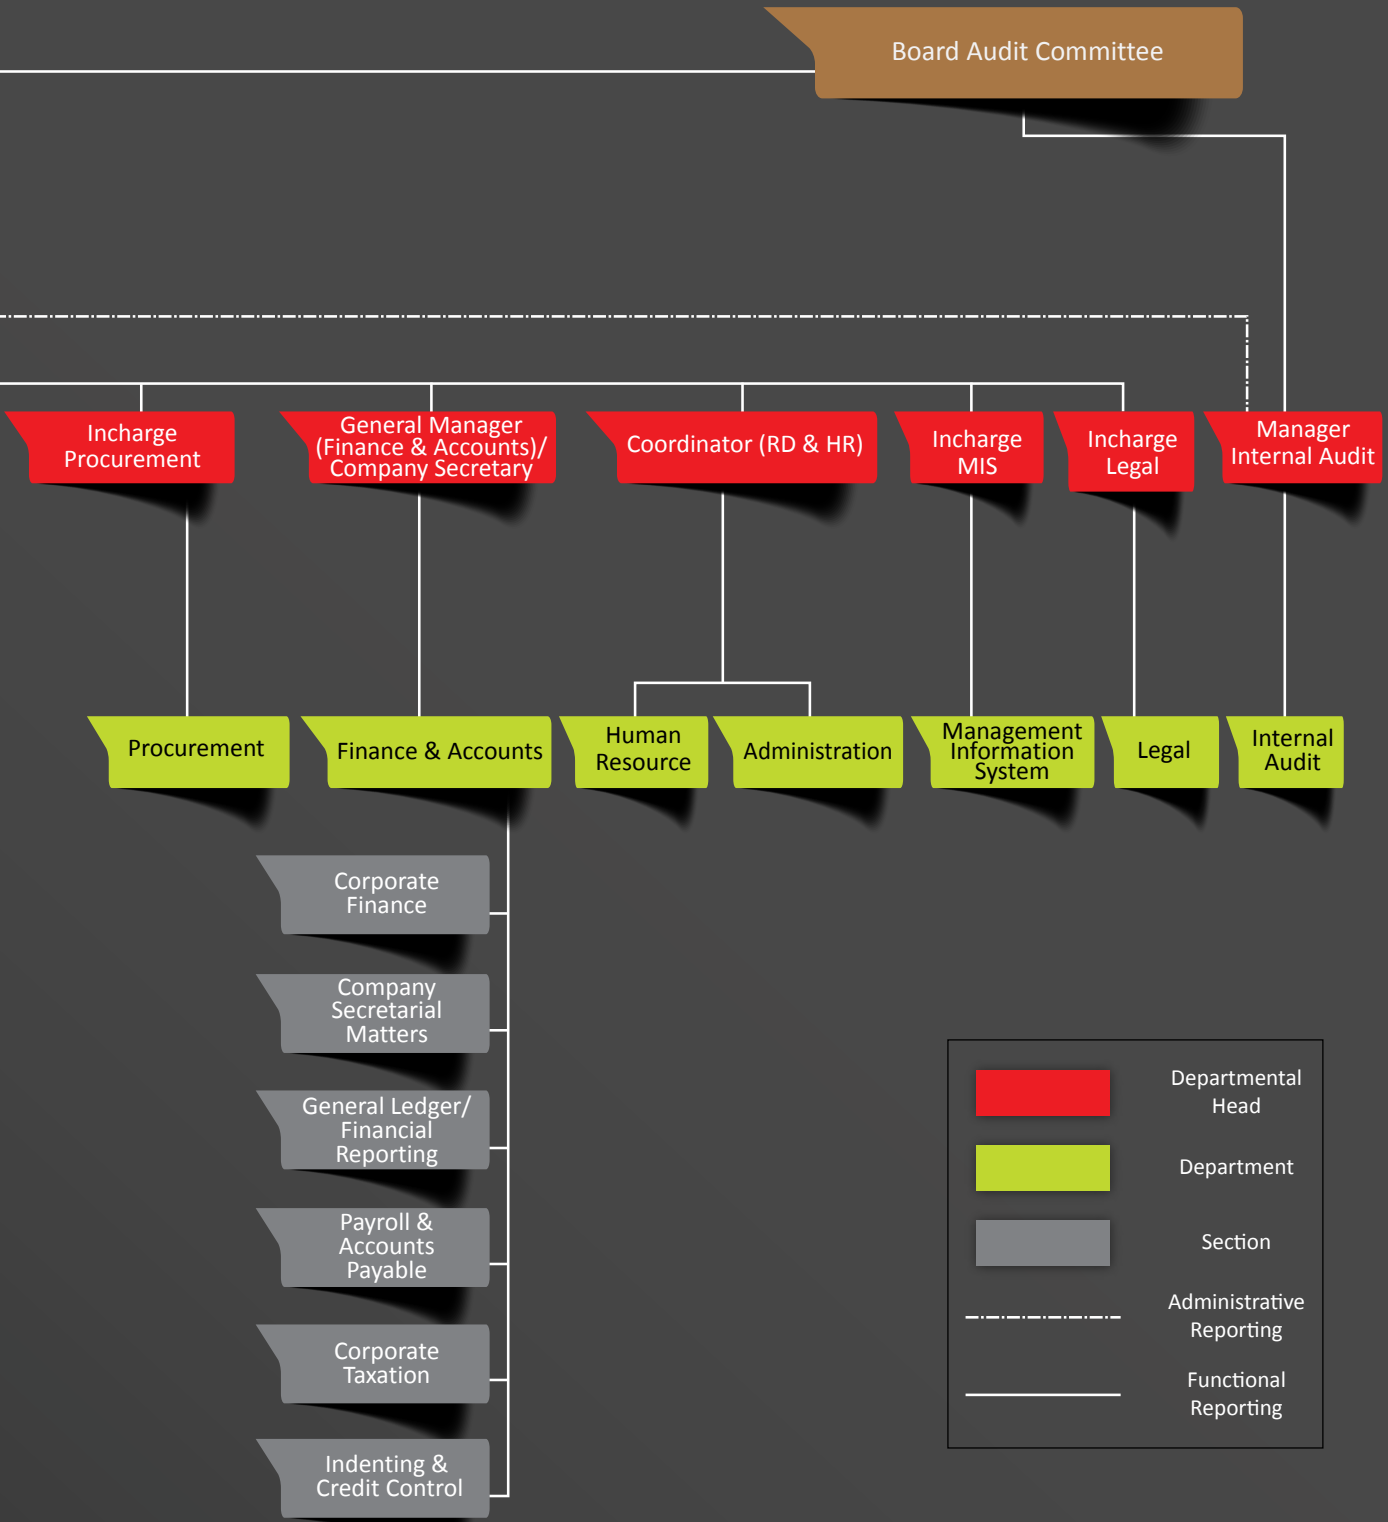 Board Audit Committee
Incharge
Procurement
General Manager
(Finance & Accounts)/
Company Secretary
Coordinator (RD & HR)
Incharge
MIS
Incharge
Legal
Manager
Internal Audit
Procurement
Finance & Accounts
Human
Resource
Administration
Management
Information
System
Legal
Internal
Audit
Corporate
Finance
Company
Secretarial
Matters
General Ledger/
Financial
Reporting
Payroll &
Accounts
Payable
Corporate
Taxation
Indenting &
Credit Control
Departmental
Head
Department
Section
Administrative
Reporting
Functional
Reporting